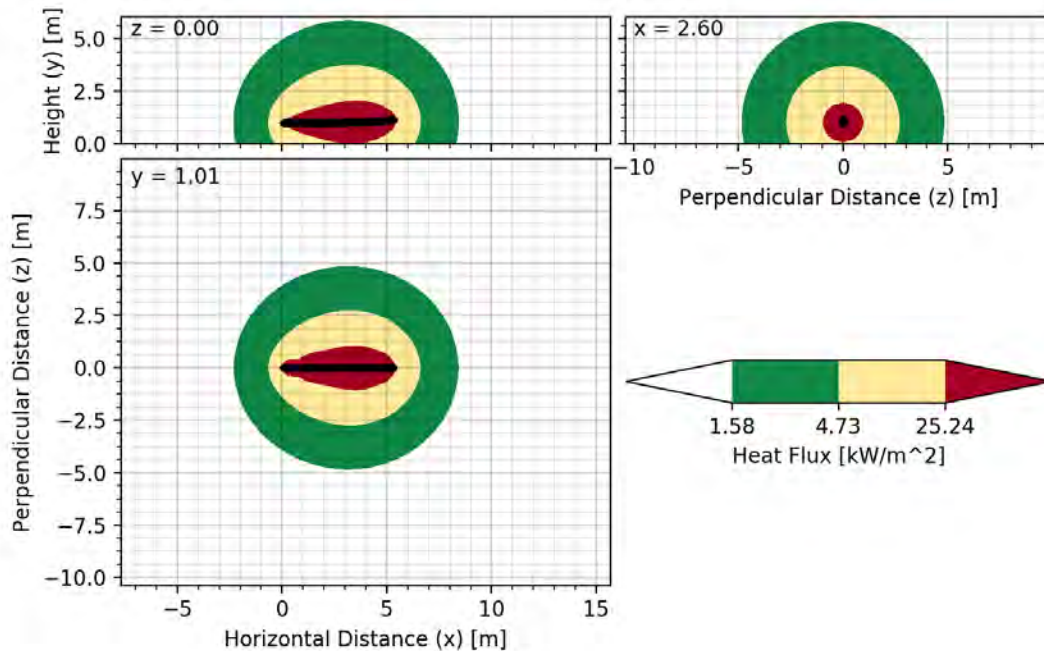 Height (y) [m]
5.0
2.5
0.0
z = 0.00
x = 2.60
−10
−5
0
5
Perpendicular Distance (z) [m]
Perpendicular Distance (z) [m]
y = 1.01
7.5
5.0
2.5
0.0
−2.5
−5.0
−7.5
−10.0
−5
0
5
10
15
Horizontal Distance (x) [m]
1.58
4.73
25.24
Heat Flux [kW/m^2]